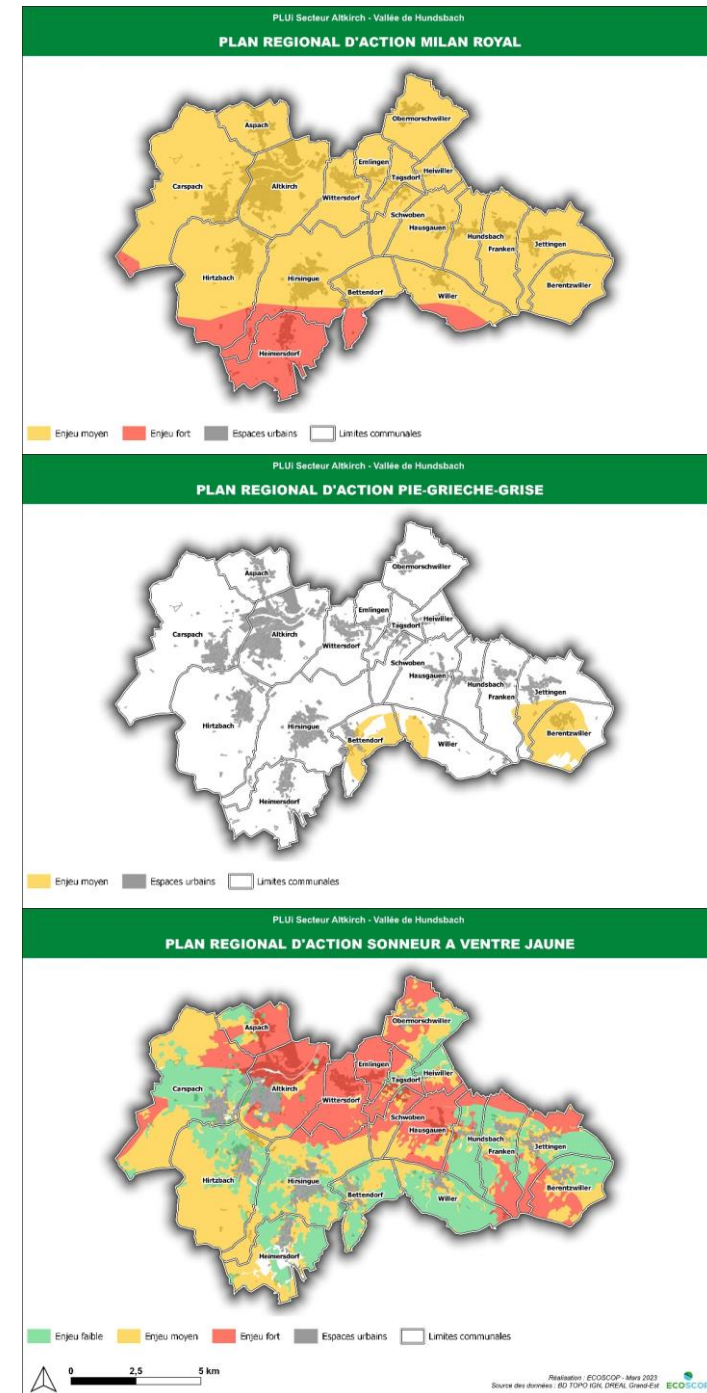 PLUi Secteur Altkirch - Vallée de Hundsbach
PLAN REGIONAL D'ACTION MILAN ROYAL
Obermorschwiller
Aspach
Emlingen
Heiwiller
Tagsdorf
Carspach
Altkirch
Wittersdorf
Schwoben
Hausgauen
Hundsbach
Franken
Jettingen
Hirtzbach
Hirsingue
Berentzwiller
Bettendorf
Willer
Heimersdorf
Enjeu moyen
Enjeu fort
Espaces urbains
Limites communales
PLUi Secteur Altkirch - Vallée de Hundsbach
PLAN REGIONAL D'ACTION PIE-GRIECHE-GRISE
Obermorschwiller
Aspach
Emlingen
Heiwiller
Tagsdorf
Carspach
Altkirch
Wittersdorf
Schwoben
Hausgauen
Hundsbach
Franken
Jettingen
Hirtzbach
Hirsingue
Berentzwiller
Bettendorf
Willer
Heimersdorf
Enjeu moyen
Espaces urbains
Limites communales
PLUi Secteur Altkirch - Vallée de Hundsbach
PLAN REGIONAL D'ACTION SONNEUR A VENTRE JAUNE
Obermorschwiller
Aspach
Emlingen
Heiwiller
Tagsdorf
Carspach
Altkirch
Wittersdorf
Schwoben
Hausgauen
Hundsbach
Franken
Jettingen
Hirtzbach
Hirsingue
Berentzwiller
Bettendorf
Willer
Heimersdorf
Enjeu faible
Enjeu moyen
Enjeu fort
Espaces urbains
Limites communales
0 2,5 5 km
Réalisation : ECOSCOP - Mars 2023
Source des données : BD TOPO IGN, DREAL Grand-Est
ECOSCOP